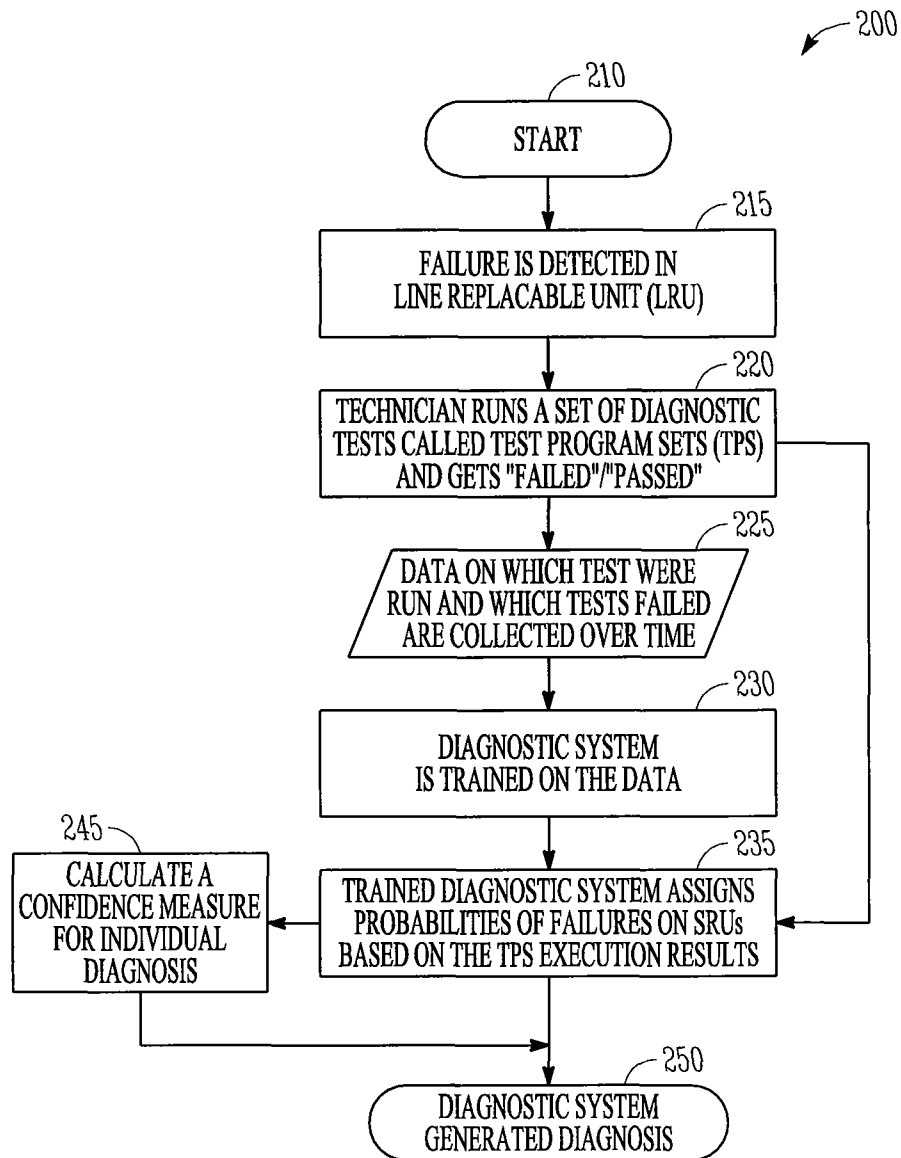 200
210
START
215
FAILURE IS DETECTED IN
LINE REPLACABLE UNIT (LRU)
220
TECHNICIAN RUNS A SET OF DIAGNOSTIC
TESTS CALLED TEST PROGRAM SETS (TPS)
AND GETS "FAILED"/"PASSED"
225
DATA ON WHICH TEST WERE
RUN AND WHICH TESTS FAILED
ARE COLLECTED OVER TIME
230
DIAGNOSTIC SYSTEM
IS TRAINED ON THE DATA
235
TRAINED DIAGNOSTIC SYSTEM ASSIGNS
PROBABILITIES OF FAILURES ON SRUs
BASED ON THE TPS EXECUTION RESULTS
245
CALCULATE A
CONFIDENCE MEASURE
FOR INDIVIDUAL
DIAGNOSIS
250
DIAGNOSTIC SYSTEM
GENERATED DIAGNOSIS